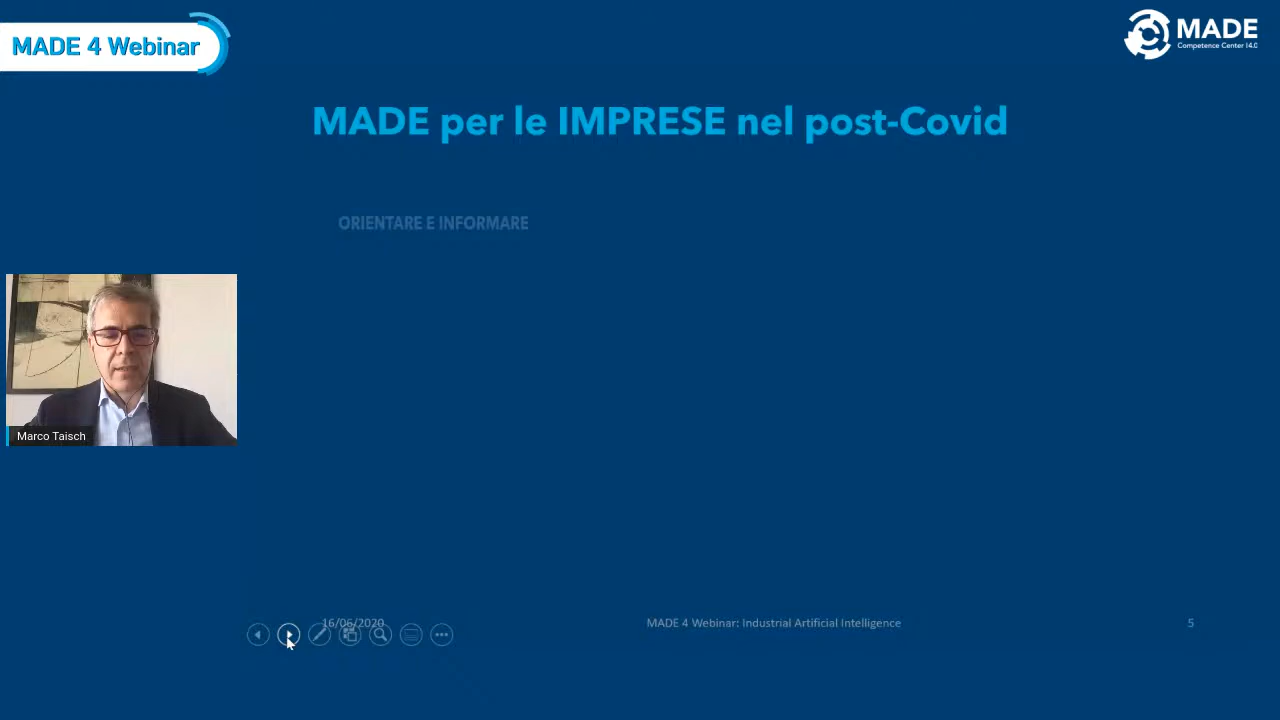 MADE 4 Webinar
MADE
Competence Center I4.0
MADE per le IMPRESE nel post-Covid
ORIENTARE E INFORMARE
Marco Taisch
16/06/2020
MADE 4 Webinar: Industrial Artificial Intelligence
5